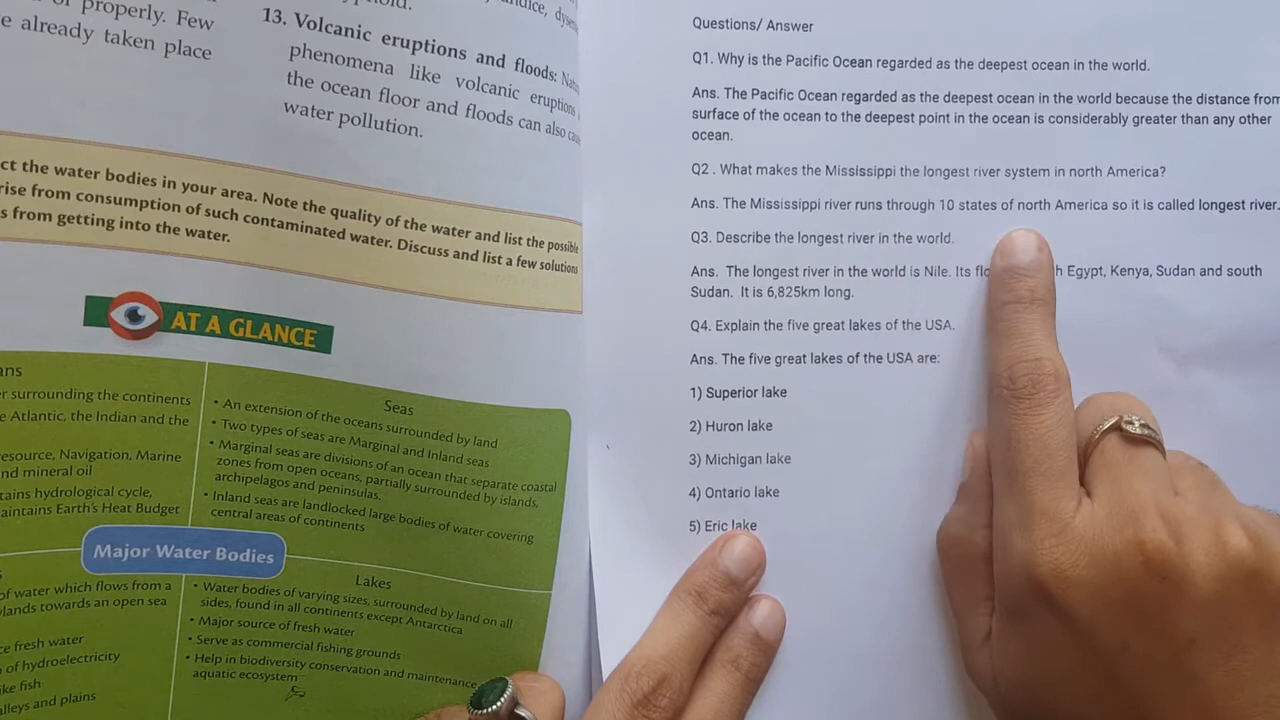 properly. Few
e already taken place
13. Volcanic eruptions and floods:
phenomena like volcanic eruptions
the ocean floor and floods can also
water pollution.
ct the water bodies in your area. Note the quality of the water and list the possible
rise from consumption of such contaminated water. Discuss and list a few solutions
s from getting into the water.
AT A GLANCE
ans
r surrounding the continents
e Atlantic, the Indian and the
esource, Navigation, Marine
nd mineral oil
tains hydrological cycle,
aintains Earth's Heat Budget
Seas
• An extension of the oceans surrounded by land
• Two types of seas are Marginal and Inland seas
• Marginal seas are divisions of an ocean that separate coastal
zones from open oceans, partially surrounded by islands,
archipelagos and peninsulas.
• Inland seas are landlocked large bodies of water covering
central areas of continents
Major Water Bodies
of water which flows from a
lands towards an open sea
ce fresh water
n of hydroelectricity
ike fish
alleys and plains
Lakes
• Water bodies of varying sizes, surrounded by land on all
sides, found in all continents except Antarctica
• Major source of fresh water
• Serve as commercial fishing grounds
• Help in biodiversity conservation and maintenance
aquatic ecosystem
Questions/ Answer
Q1. Why is the Pacific Ocean regarded as the deepest ocean in the world.
Ans. The Pacific Ocean regarded as the deepest ocean in the world because the distance from
surface of the ocean to the deepest point in the ocean is considerably greater than any other
ocean.
Q2 . What makes the Mississippi the longest river system in north America?
Ans. The Mississippi river runs through 10 states of north America so it is called longest river.
Q3. Describe the longest river in the world.
Ans. The longest river in the world is Nile. Its Egypt, Kenya, Sudan and south
Sudan. It is 6,825km long.
Q4. Explain the five great lakes of the USA.
Ans. The five great lakes of the USA are:
1) Superior lake
2) Huron lake
3) Michigan lake
4) Ontario lake
5) Eric lake